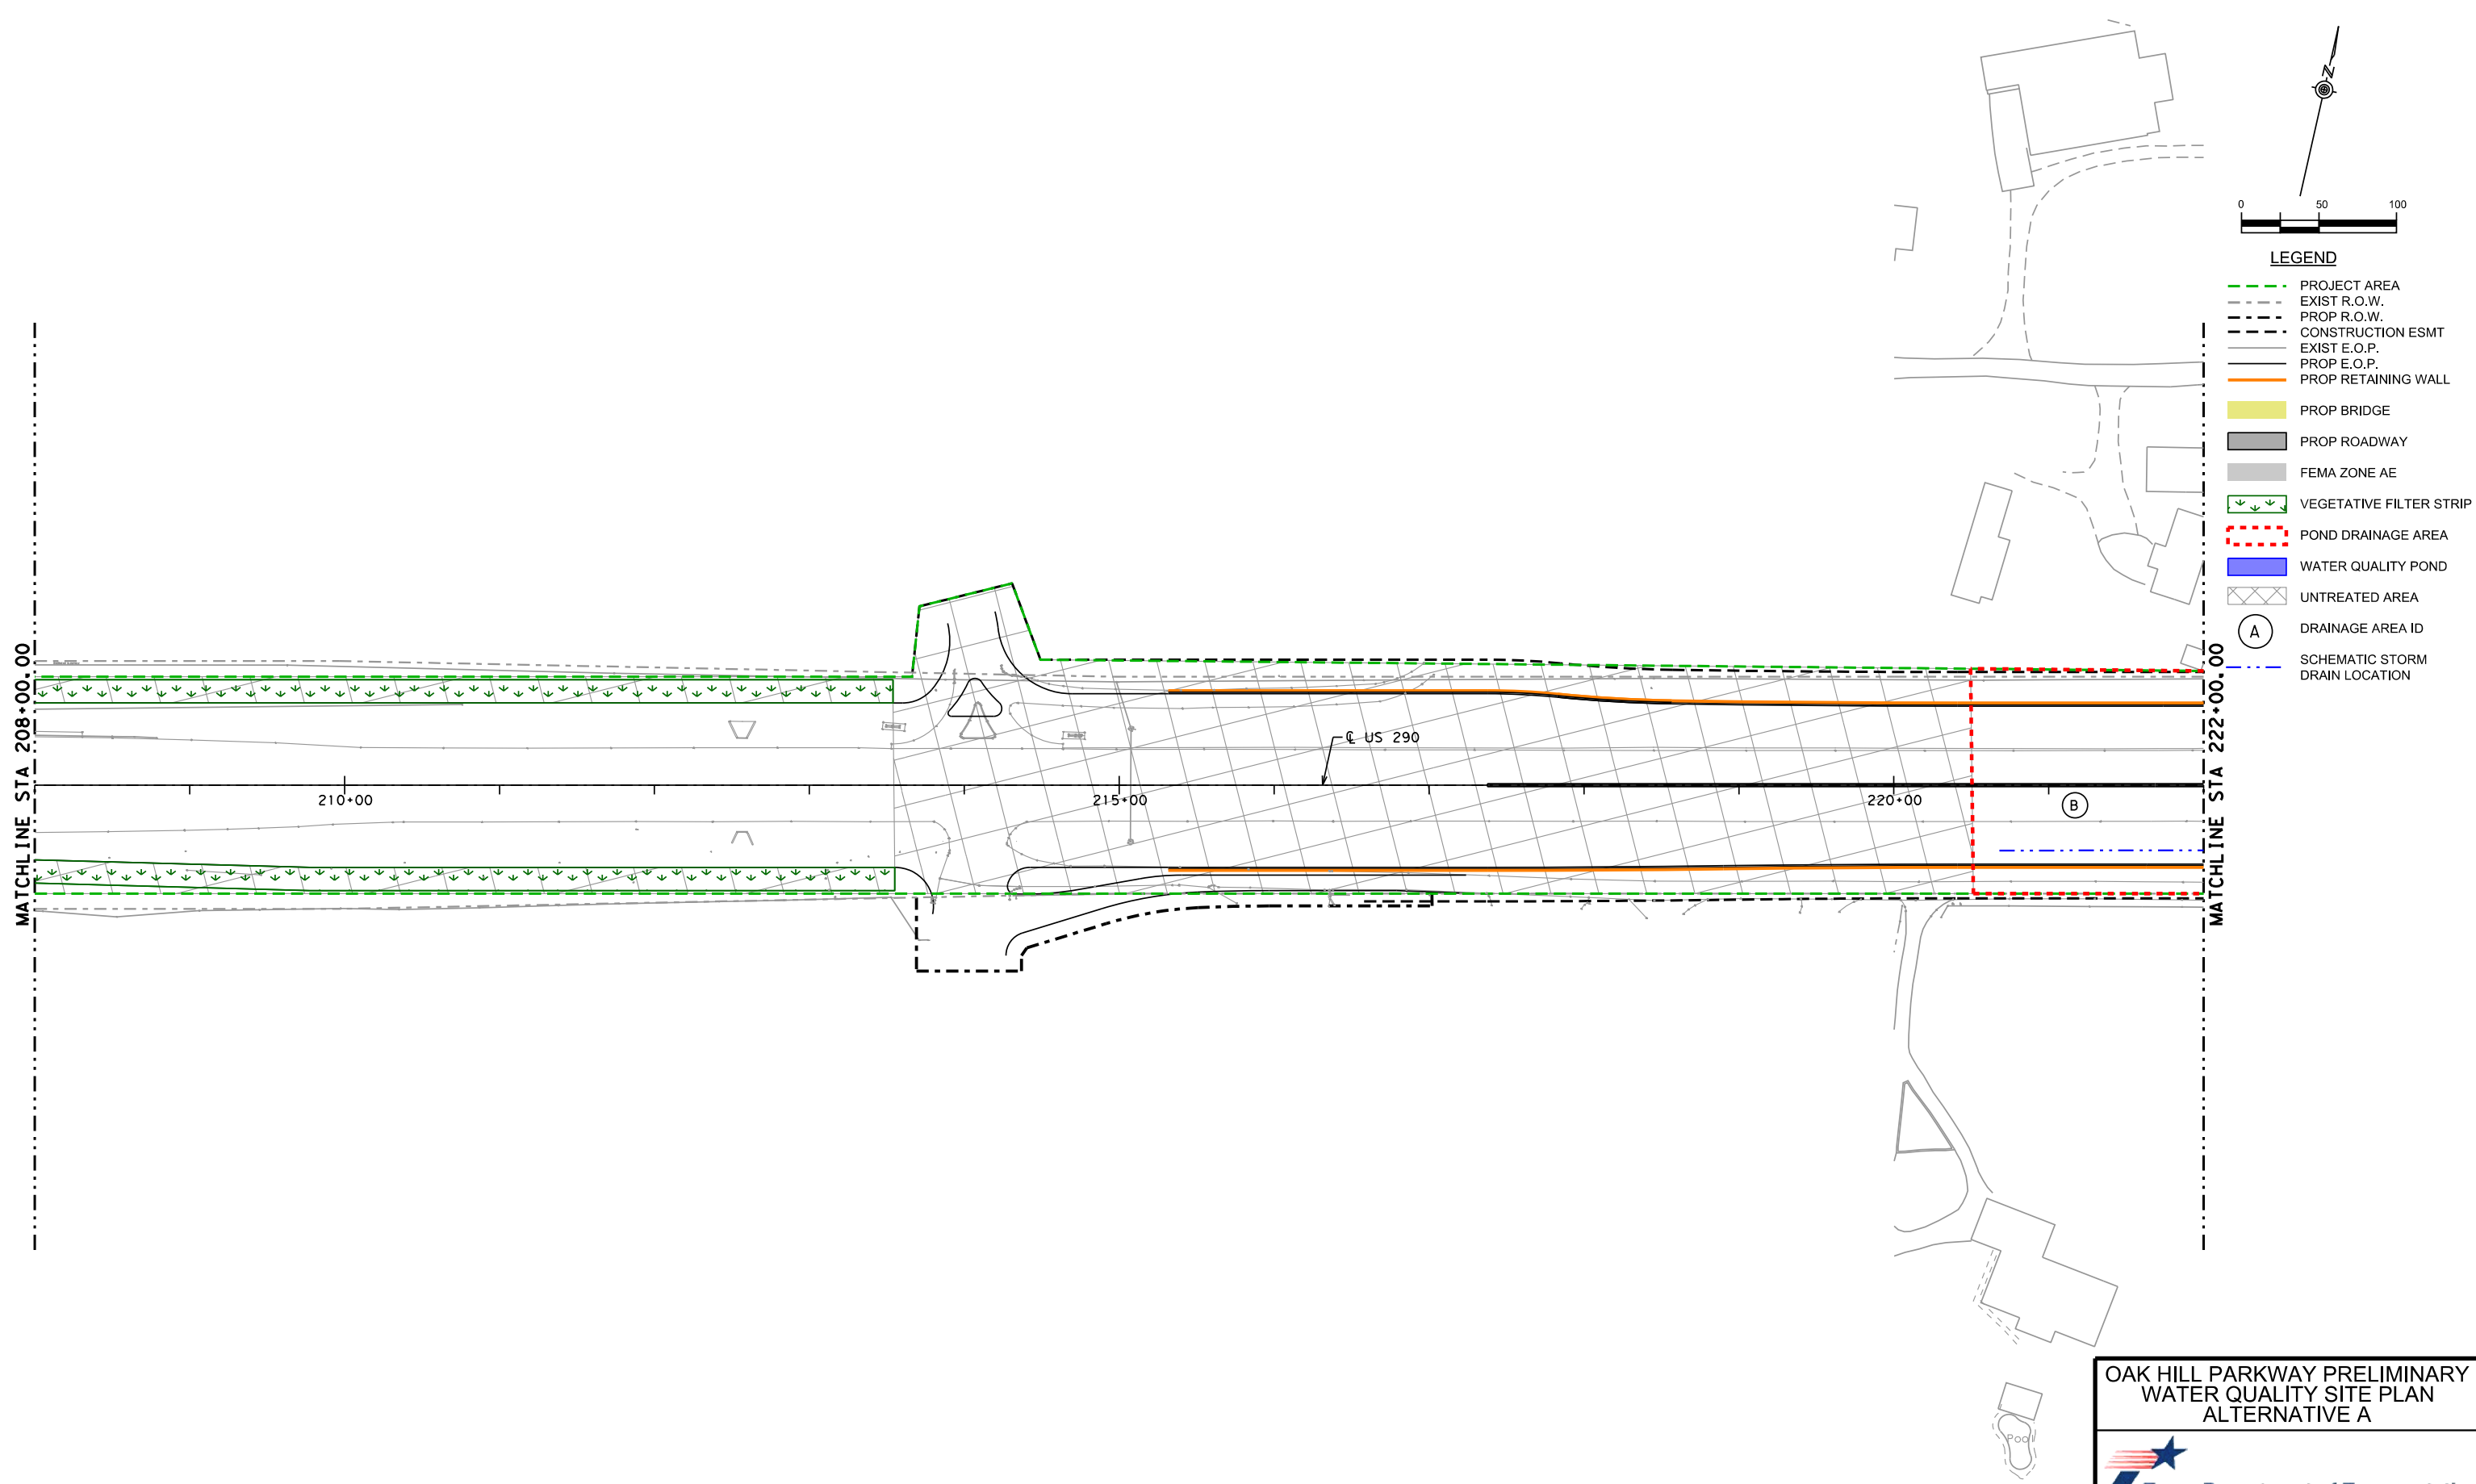 N
0 50 100
LEGEND
PROJECT AREA
EXIST R.O.W.
PROP R.O.W.
CONSTRUCTION ESMT
EXIST E.O.P.
PROP E.O.P.
PROP RETAINING WALL
PROP BRIDGE
PROP ROADWAY
FEMA ZONE AE
VEGETATIVE FILTER STRIP
POND DRAINAGE AREA
WATER QUALITY POND
UNTREATED AREA
A DRAINAGE AREA ID
SCHEMATIC STORM
DRAIN LOCATION
MATCHLINE STA 208+00.00
MATCHLINE STA 222+00.00
℄ US 290
210+00
215+00
220+00
B
Pool
OAK HILL PARKWAY PRELIMINARY
WATER QUALITY SITE PLAN
ALTERNATIVE A